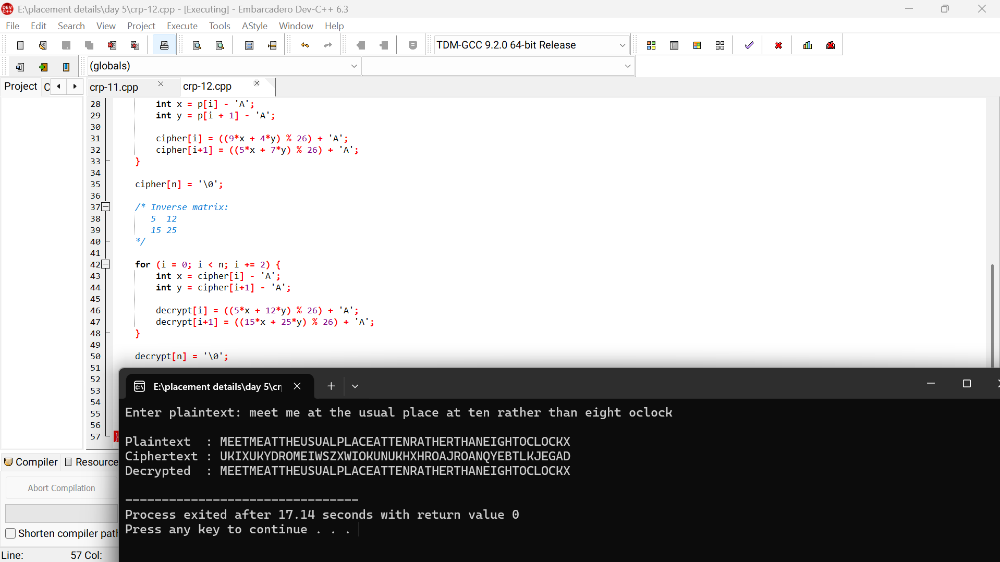 E:\placement details\day 5\crp-12.cpp - [Executing] - Embarcadero Dev-C++ 6.3
File Edit Search View Project Execute Tools AStyle Window Help
TDM-GCC 9.2.0 64-bit Release
(globals)
Project C crp-11.cpp crp-12.cpp
28 int x = p[i] - 'A';
29 int y = p[i + 1] - 'A';
30
31 cipher[i] = ((9*x + 4*y) % 26) + 'A';
32 cipher[i+1] = ((5*x + 7*y) % 26) + 'A';
33 }
34
35 cipher[n] = '\0';
36
37 /* Inverse matrix:
38 5 12
39 15 25
40 */
41
42 for (i = 0; i < n; i += 2) {
43 int x = cipher[i] - 'A';
44 int y = cipher[i+1] - 'A';
45
46 decrypt[i] = ((5*x + 12*y) % 26) + 'A';
47 decrypt[i+1] = ((15*x + 25*y) % 26) + 'A';
48 }
49
50 decrypt[n] = '\0';
51
52
53
54
55
56
57 }
E:\placement details\day 5\cr
Enter plaintext: meet me at the usual place at ten rather than eight oclock
Plaintext : MEETMEATTHEUSUALPLACEATTENRATHERTHANEIGHTOCLOCKX
Ciphertext : UKIXUKYDROMEIWSZXWIOKUNUKHXHROAJROANQYEBTLKJEGAD
Decrypted : MEETMEATTHEUSUALPLACEATTENRATHERTHANEIGHTOCLOCKX
--------------------------------
Process exited after 17.14 seconds with return value 0
Press any key to continue . . .
Compiler Resource
Abort Compilation
Shorten compiler pat
Line: 57 Col: